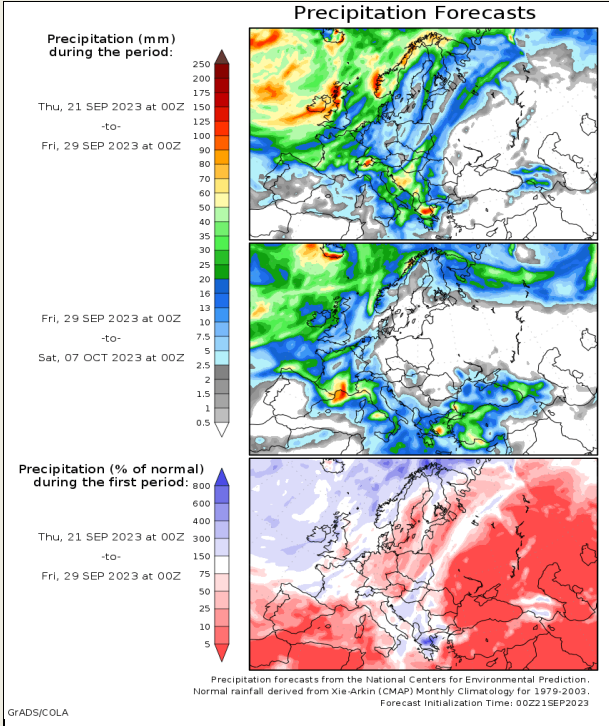 Precipitation Forecasts
Precipitation (mm)
during the period:
Thu, 21 SEP 2023 at 00Z
-to-
Fri, 29 SEP 2023 at 00Z
250
200
175
150
125
100
90
80
70
60
50
40
35
30
25
20
16
13
10
7.5
5
2.5
2
1.5
1
0.5
Fri, 29 SEP 2023 at 00Z
-to-
Sat, 07 OCT 2023 at 00Z
Precipitation (% of normal)
during the first period:
Thu, 21 SEP 2023 at 00Z
-to-
Fri, 29 SEP 2023 at 00Z
800
600
400
300
150
75
50
25
10
5
Precipitation forecasts from the National Centers for Environmental Prediction.
Normal rainfall derived from Xie-Arkin (CMAP) Monthly Climatology for 1979-2003.
Forecast Initialization Time: 00Z21SEP2023
GrADS/COLA